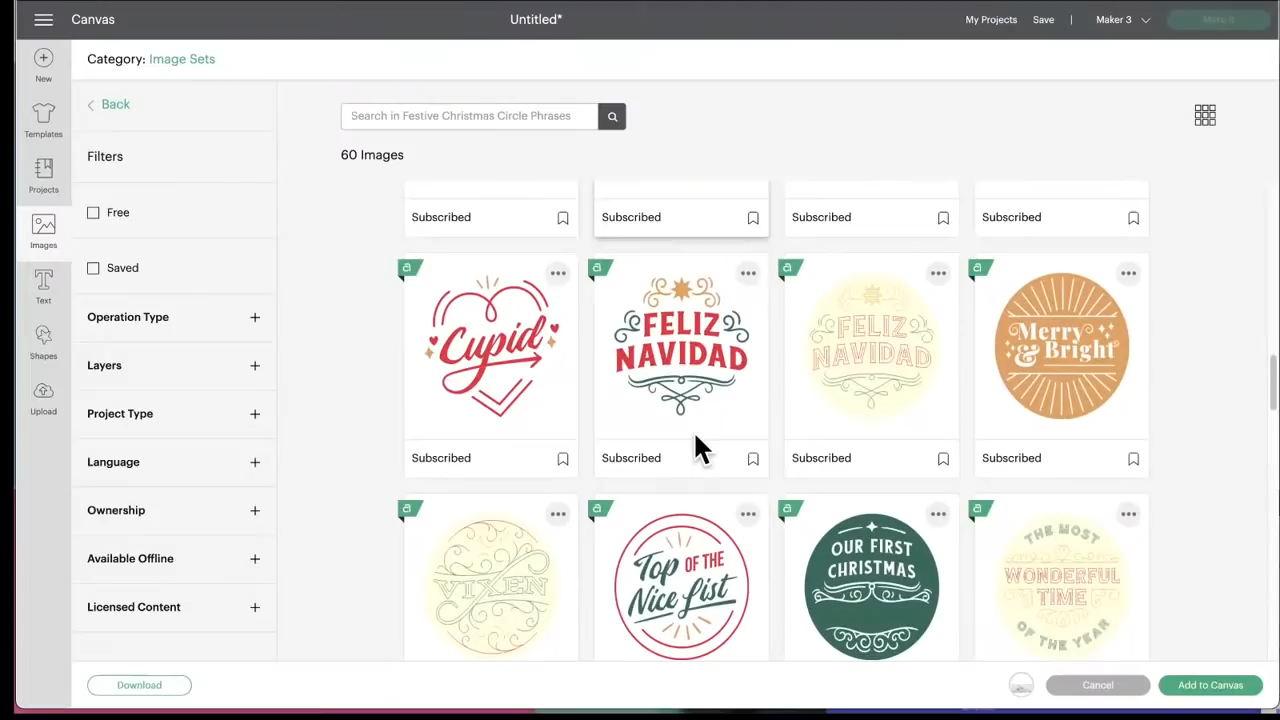 Canvas
Untitled*
My Projects
Save
|
Maker 3
Make It
Category: Image Sets
New
Templates
Projects
Images
Text
Shapes
Upload
Back
Filters
Free
Saved
Operation Type +
Layers +
Project Type +
Language +
Ownership +
Available Offline +
Licensed Content +
Search in Festive Christmas Circle Phrases
60 Images
Subscribed
Subscribed
Subscribed
Subscribed
a
Cupid
a
FELIZ
NAVIDAD
a
FELIZ
NAVIDAD
a
Merry
& Bright
Subscribed
Subscribed
Subscribed
Subscribed
a
VIXEN
a
Top OF THE
Nice List
a
OUR FIRST
CHRISTMAS
a
THE MOST
WONDERFUL
TIME
OF THE YEAR
Download
Cancel
Add to Canvas